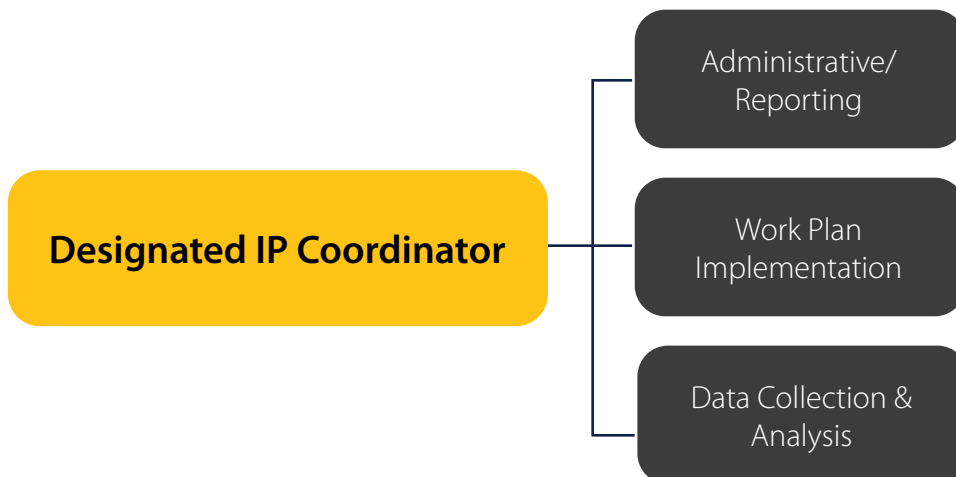 Administrative/
Reporting
Designated IP Coordinator
Work Plan
Implementation
Data Collection &
Analysis